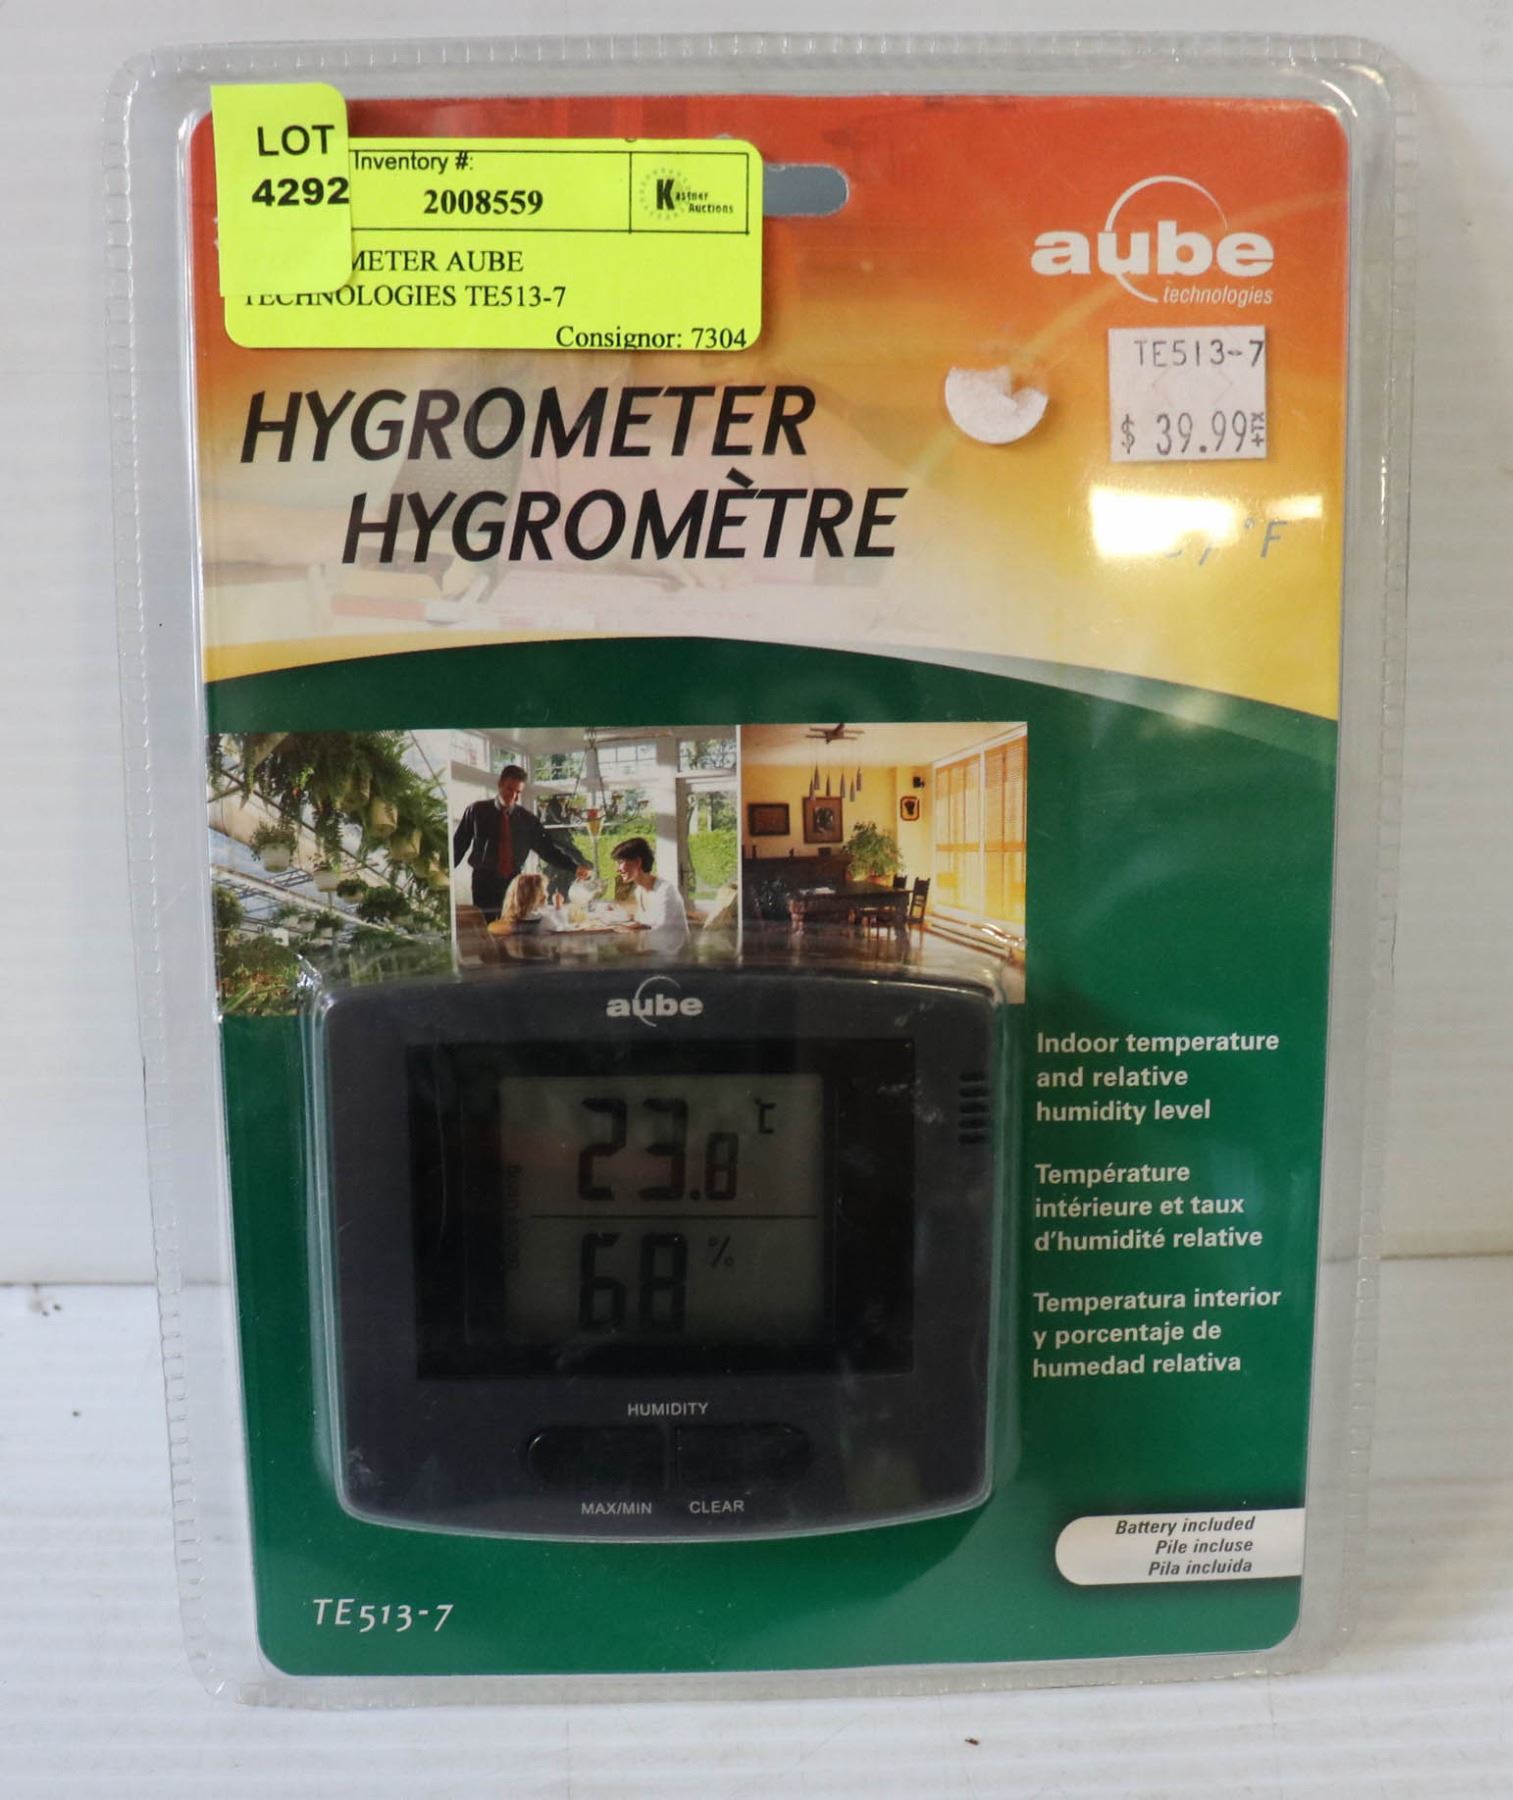 LOT
4292
Inventory #:
2008559
Kastner
Auctions
METER AUBE
TECHNOLOGIES TE513-7
Consignor: 7304
aube
technologies
TE513-7
$ 39.99
HYGROMETER
HYGROMÈTRE
°F
aube
23.8 °C
68 %
HUMIDITY
MAX/MIN CLEAR
Indoor temperature
and relative
humidity level
Température
intérieure et taux
d'humidité relative
Temperatura interior
y porcentaje de
humedad relativa
Battery included
Pile incluse
Pila incluida
TE513-7